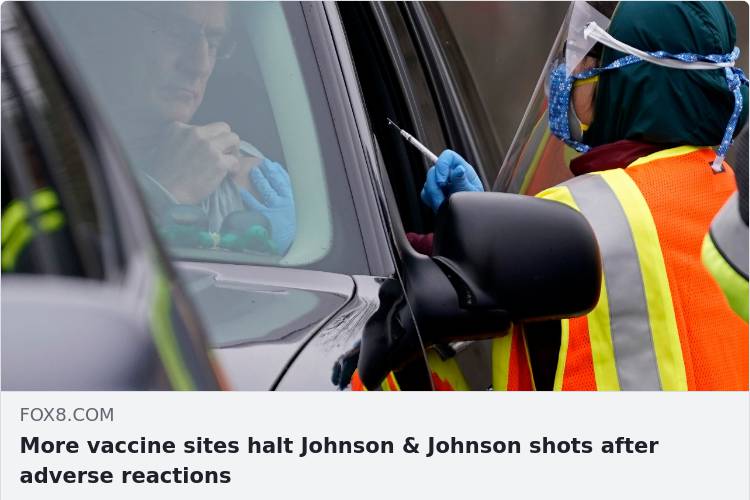 FOX8.COM
More vaccine sites halt Johnson & Johnson shots after
adverse reactions